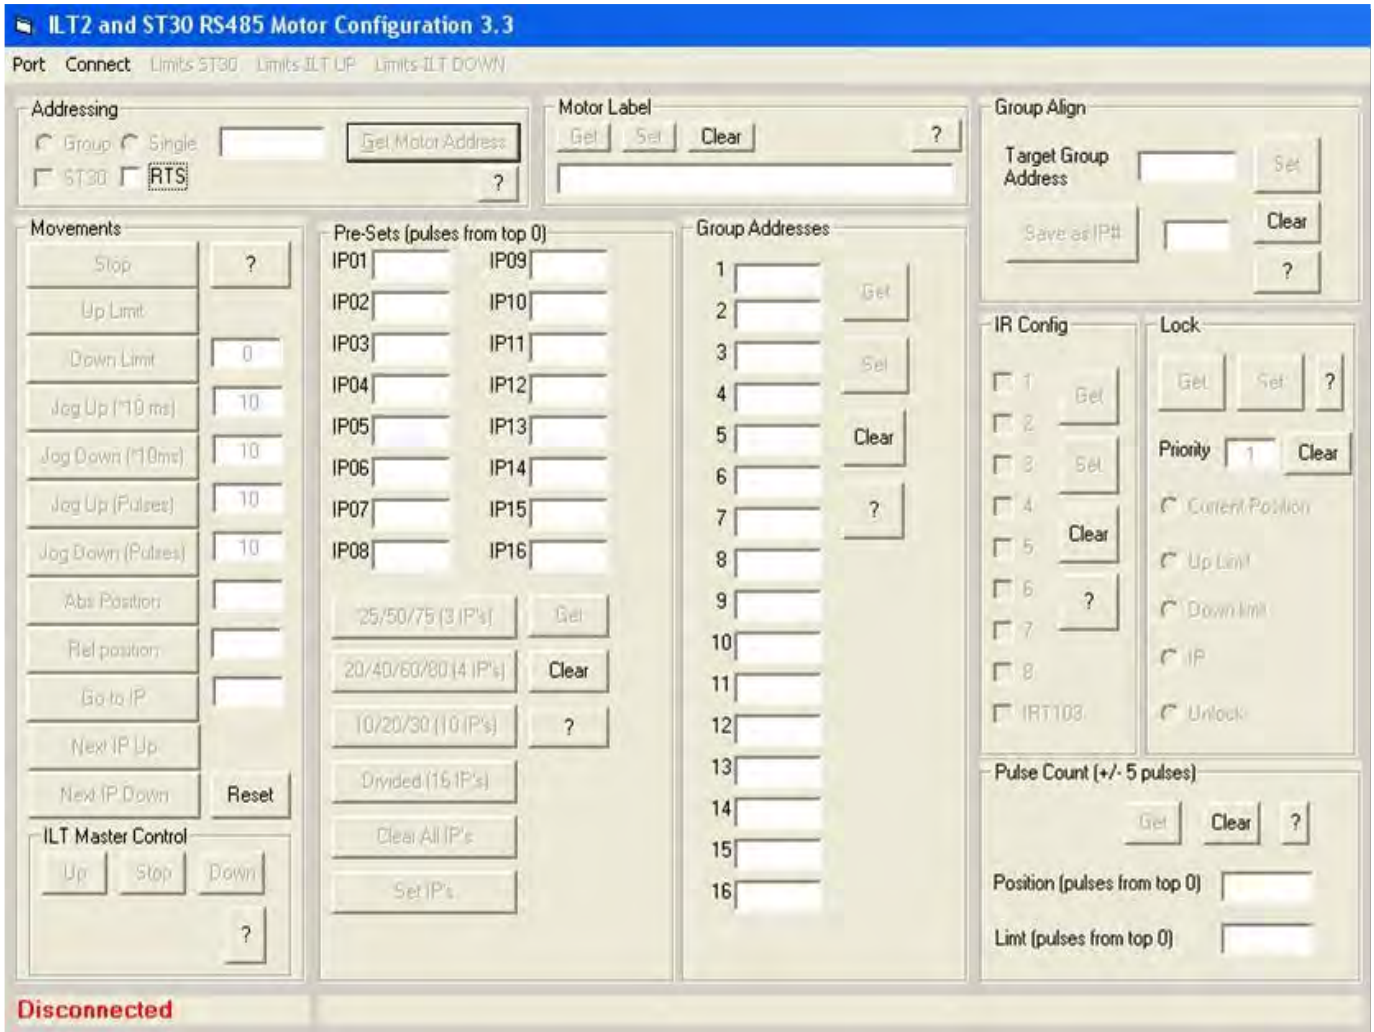 ILT2 and ST30 RS485 Motor Configuration 3.3
Port Connect Limits ST30 Limits ILT UP Limits ILT DOWN
Addressing
Group Single Get Motor Address
ST30 RTS ?
Motor Label
Get Set Clear ?
Group Align
Target Group Address Set
Save as IP# Clear
?
Movements
Stop ?
Up Limit
Down Limit 0
Jog Up (*10 ms) 10
Jog Down (*10ms) 10
Jog Up (Pulses) 10
Jog Down (Pulses) 10
Abs Position
Rel position
Go to IP
Next IP Up
Next IP Down Reset
ILT Master Control
Up Stop Down
?
Pre-Sets (pulses from top 0)
IP01 IP09
IP02 IP10
IP03 IP11
IP04 IP12
IP05 IP13
IP06 IP14
IP07 IP15
IP08 IP16
25/50/75 (3 IP's) Get
20/40/60/80 (4 IP's) Clear
10/20/30 (10 IP's) ?
Divided (16 IP's)
Clear All IP's
Set IP's
Group Addresses
1
2 Get
3 Set
4
5 Clear
6
7 ?
8
9
10
11
12
13
14
15
16
IR Config
1 Get
2
3 Set
4
5 Clear
6 ?
7
8
IRT103
Lock
Get Set ?
Priority 1 Clear
Current Position
Up Limit
Down limit
IP
Unlock
Pulse Count (+/- 5 pulses)
Get Clear ?
Position (pulses from top 0)
Limt (pulses from top 0)
Disconnected